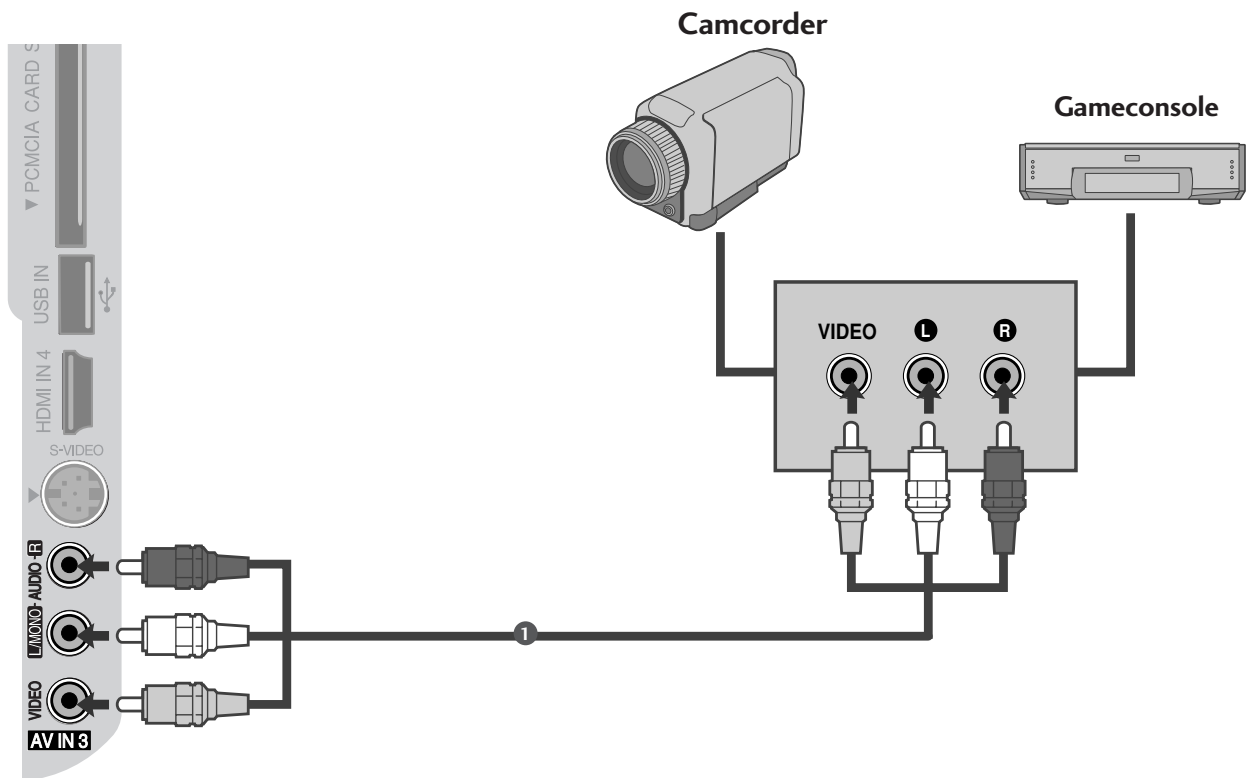 Camcorder
Gameconsole
▼ PCMCIA CARD S
USB IN
HDMI IN 4
S-VIDEO
L/MONO- AUDIO -R
VIDEO
AV IN 3
VIDEO L R
1